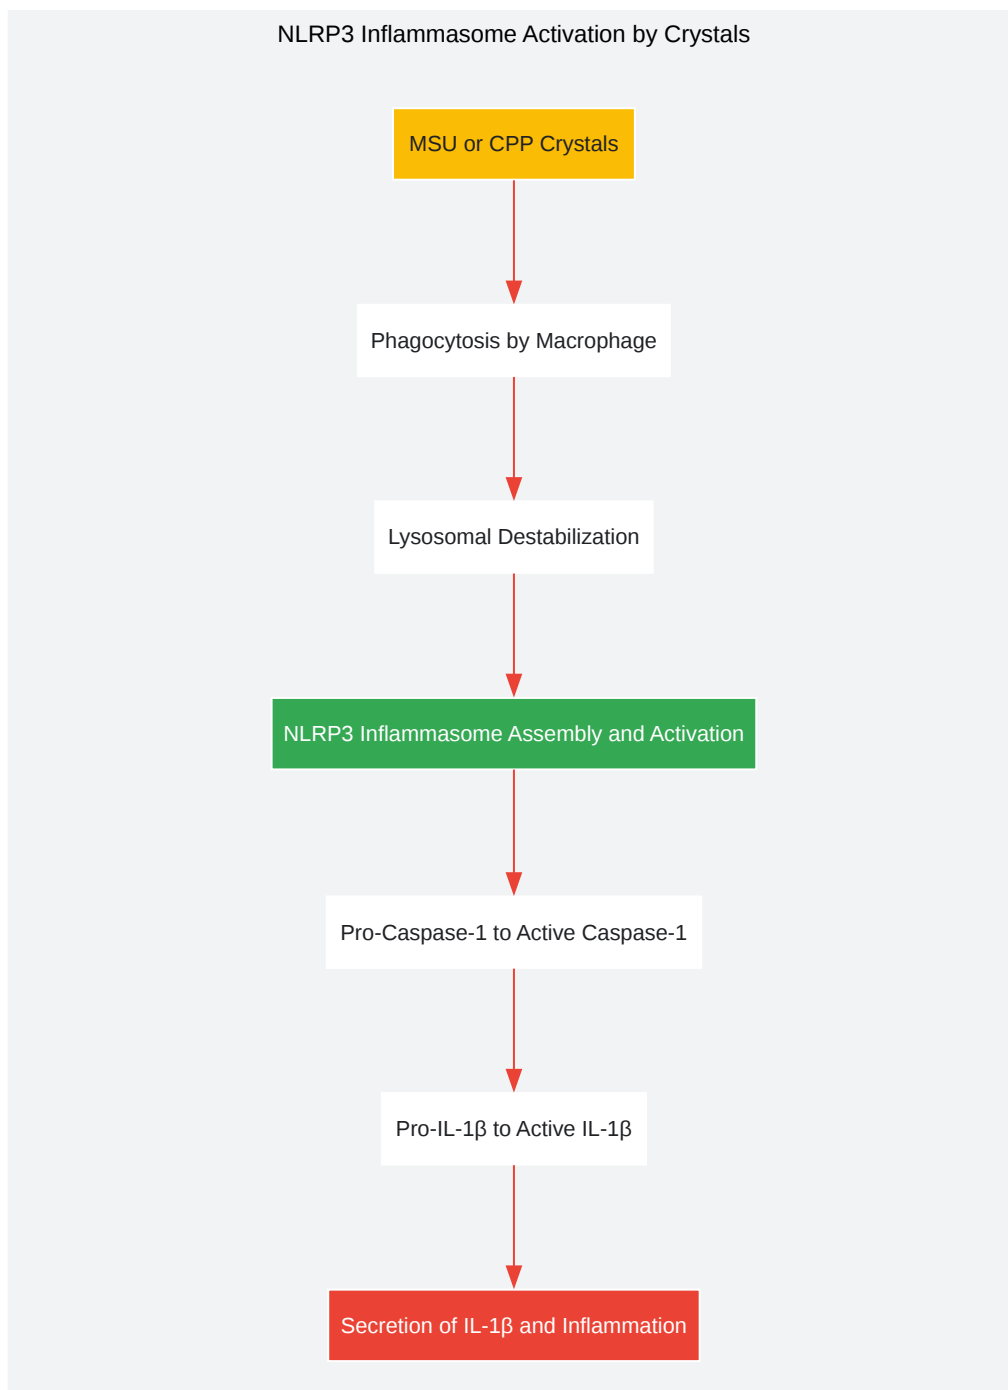 NLRP3 Inflammasome Activation by Crystals
MSU or CPP Crystals
Phagocytosis by Macrophage
Lysosomal Destabilization
NLRP3 Inflammasome Assembly and Activation
Pro-Caspase-1 to Active Caspase-1
Pro-IL-1β to Active IL-1β
Secretion of IL-1β and Inflammation